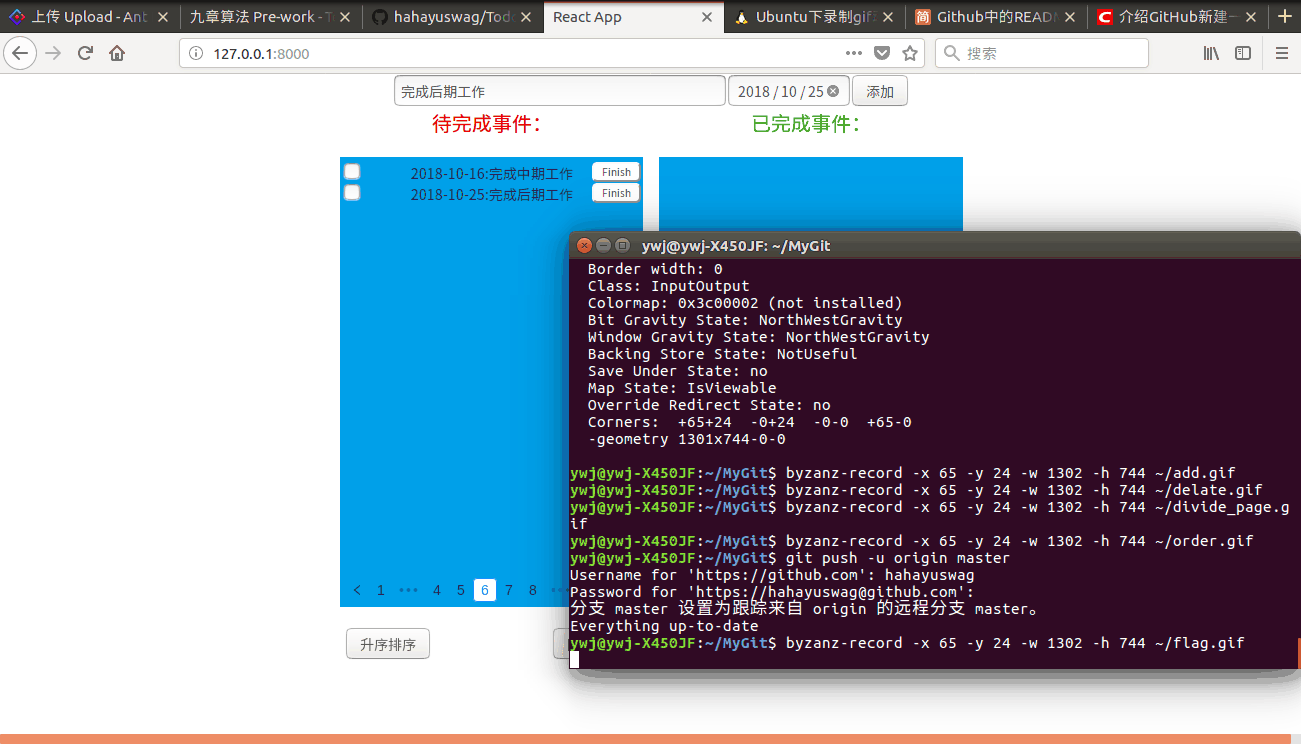 上传 Upload - Ant
九章算法 Pre-work - T
hahayuswag/Tod
React App
Ubuntu下录制gif
Github中的READ
介绍GitHub新建一
127.0.0.1:8000
搜索
完成后期工作
2018 / 10 / 25
添加
待完成事件：
已完成事件：
2018-10-16:完成中期工作 Finish
2018-10-25:完成后期工作 Finish
< 1 ••• 4 5 6 7 8 •••
升序排序
ywj@ywj-X450JF: ~/MyGit
Border width: 0
Class: InputOutput
Colormap: 0x3c00002 (not installed)
Bit Gravity State: NorthWestGravity
Window Gravity State: NorthWestGravity
Backing Store State: NotUseful
Save Under State: no
Map State: IsViewable
Override Redirect State: no
Corners:  +65+24  -0+24  -0-0  +65-0
-geometry 1301x744-0-0
ywj@ywj-X450JF:~/MyGit$ byzanz-record -x 65 -y 24 -w 1302 -h 744 ~/add.gif
ywj@ywj-X450JF:~/MyGit$ byzanz-record -x 65 -y 24 -w 1302 -h 744 ~/delate.gif
ywj@ywj-X450JF:~/MyGit$ byzanz-record -x 65 -y 24 -w 1302 -h 744 ~/divide_page.g
if
ywj@ywj-X450JF:~/MyGit$ byzanz-record -x 65 -y 24 -w 1302 -h 744 ~/order.gif
ywj@ywj-X450JF:~/MyGit$ git push -u origin master
Username for 'https://github.com': hahayuswag
Password for 'https://hahayuswag@github.com':
分支 master 设置为跟踪来自 origin 的远程分支 master。
Everything up-to-date
ywj@ywj-X450JF:~/MyGit$ byzanz-record -x 65 -y 24 -w 1302 -h 744 ~/flag.gif